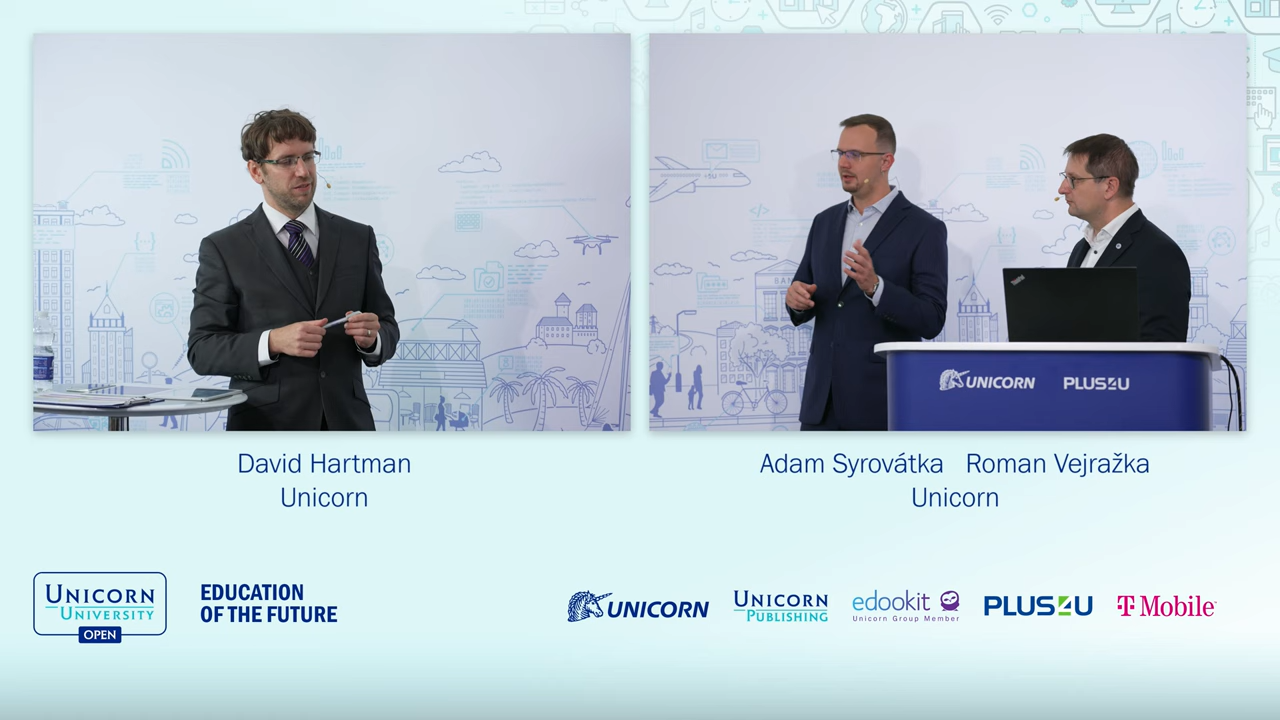 UNICORN PLUS4U
David Hartman
Unicorn
Adam Syrovátka Roman Vejražka
Unicorn
UNICORN
UNIVERSITY
OPEN
EDUCATION
OF THE FUTURE
UNICORN
UNICORN
PUBLISHING
edookit
Unicorn Group Member
PLUS4U
T Mobile